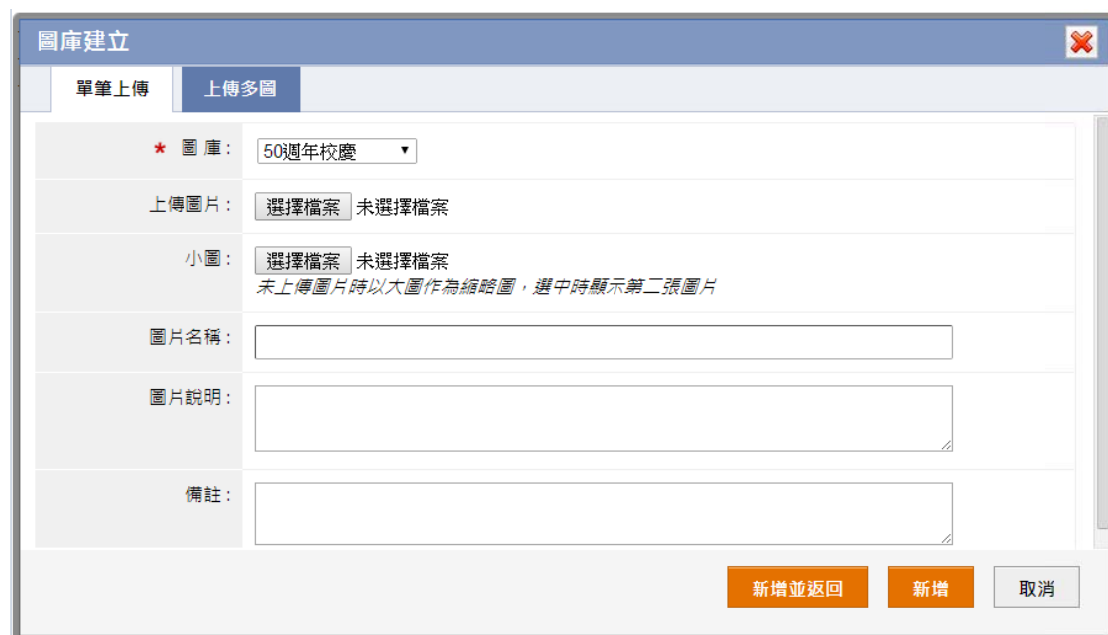 圖庫建立
單筆上傳 上傳多圖
* 圖 庫 : 50週年校慶
上傳圖片 : 選擇檔案 未選擇檔案
小圖 : 選擇檔案 未選擇檔案
未上傳圖片時以大圖作為縮略圖，選中時顯示第二張圖片
圖片名稱 :
圖片說明 :
備註 :
新增並返回 新增 取消